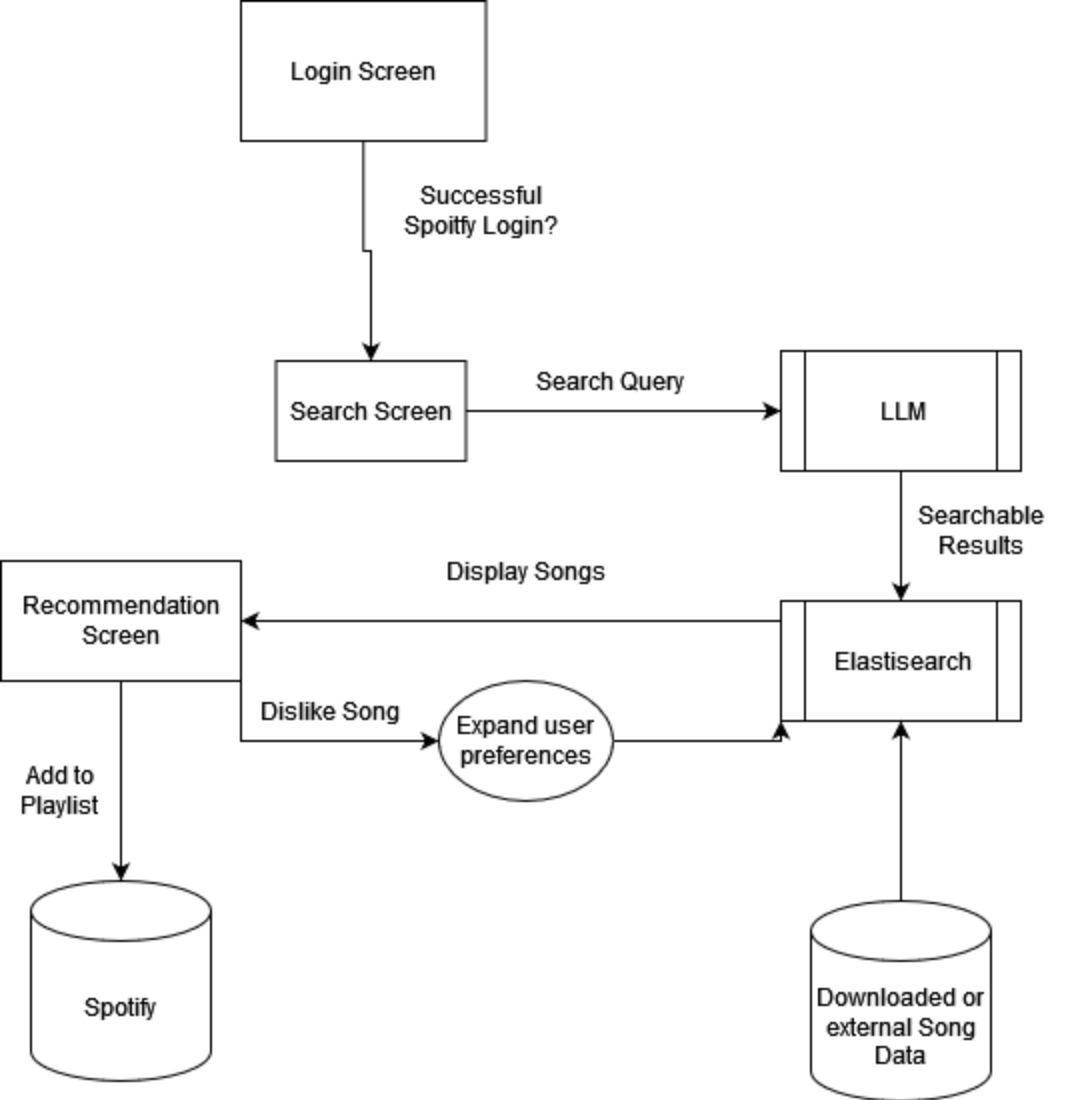 Login Screen
Successful
Spoitfy Login?
Search Screen
Search Query
LLM
Searchable
Results
Display Songs
Recommendation
Screen
Elastisearch
Dislike Song
Expand user
preferences
Add to
Playlist
Spotify
Downloaded or
external Song
Data